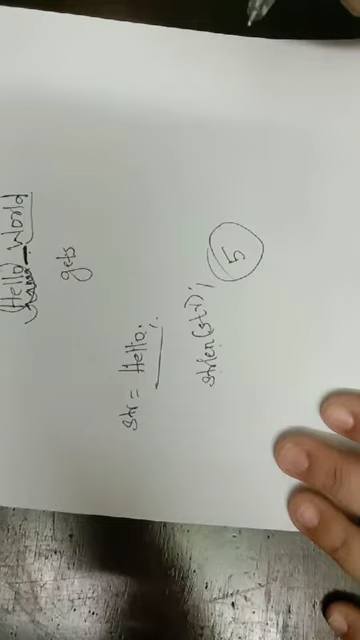 (Hello World
gets
str = Hello;
strlen(str);
5